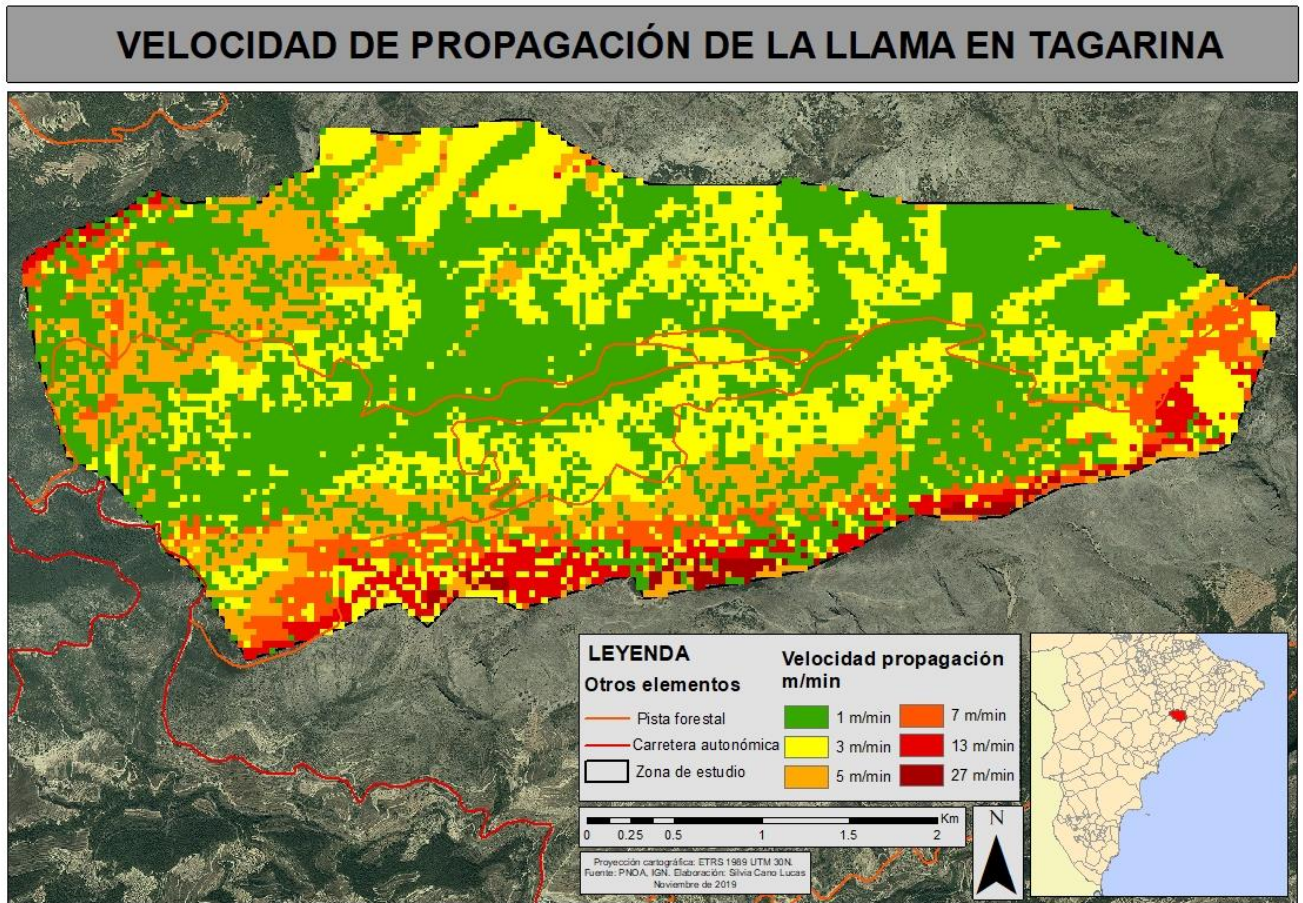 VELOCIDAD DE PROPAGACIÓN DE LA LLAMA EN TAGARINA
LEYENDA
Otros elementos
Pista forestal
Carretera autonómica
Zona de estudio
Velocidad propagación
m/min
1 m/min
3 m/min
5 m/min
7 m/min
13 m/min
27 m/min
Km
0 0.25 0.5 1 1.5 2
N
Proyección cartográfica: ETRS 1989 UTM 30N.
Fuente: PNOA, IGN. Elaboración: Silvia Cano Lucas
Noviembre de 2019